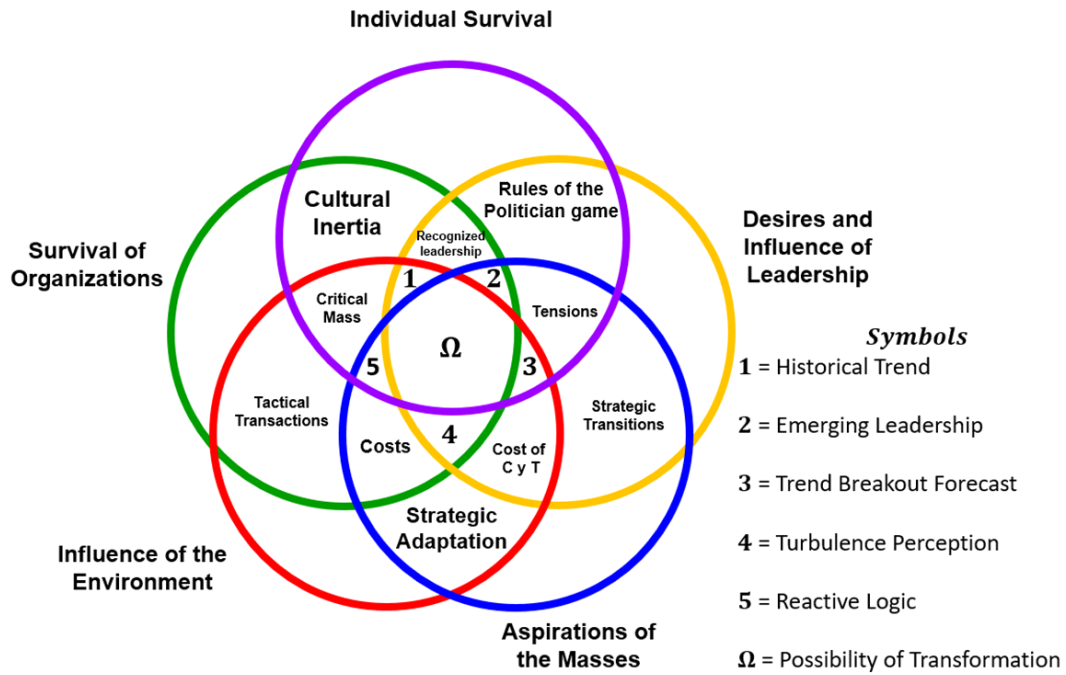 Individual Survival
Cultural
Inertia
Rules of the
Politician game
Recognized
leadership
Survival of
Organizations
Desires and
Influence of
Leadership
1
2
Critical
Mass
Tensions
Ω
5
3
Tactical
Transactions
Strategic
Transitions
Costs
4
Cost of
C y T
Strategic
Adaptation
Influence of the
Environment
Aspirations of
the Masses
Symbols
1 = Historical Trend
2 = Emerging Leadership
3 = Trend Breakout Forecast
4 = Turbulence Perception
5 = Reactive Logic
Ω = Possibility of Transformation